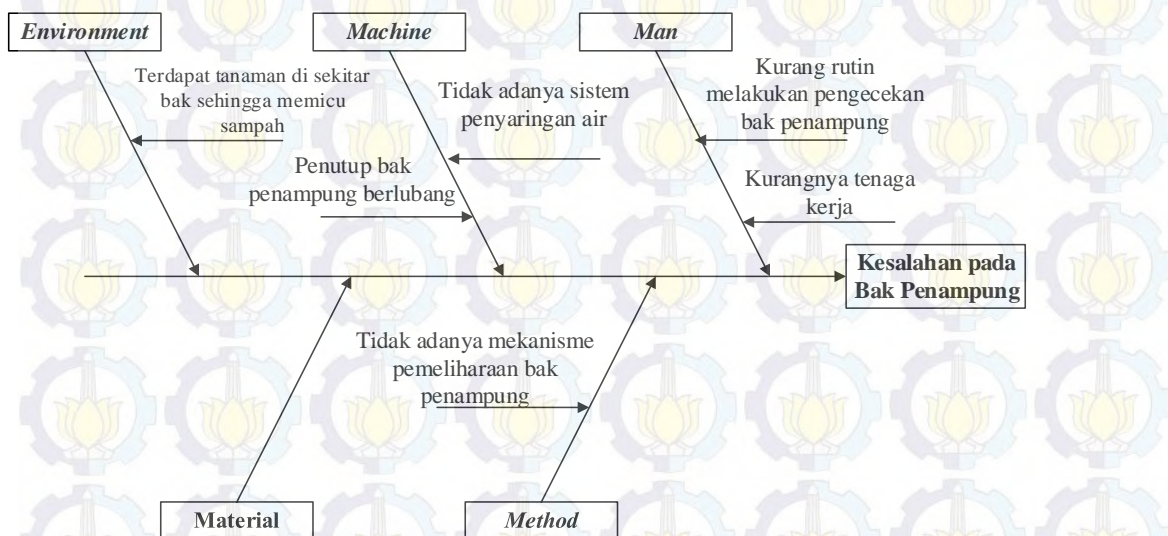 Environment
Machine
Man
Terdapat tanaman di sekitar
bak sehingga memicu
sampah
Tidak adanya sistem
penyaringan air
Penutup bak
penampung berlubang
Kurang rutin
melakukan pengecekan
bak penampung
Kurangnya tenaga
kerja
Kesalahan pada
Bak Penampung
Tidak adanya mekanisme
pemeliharaan bak
penampung
Material
Method